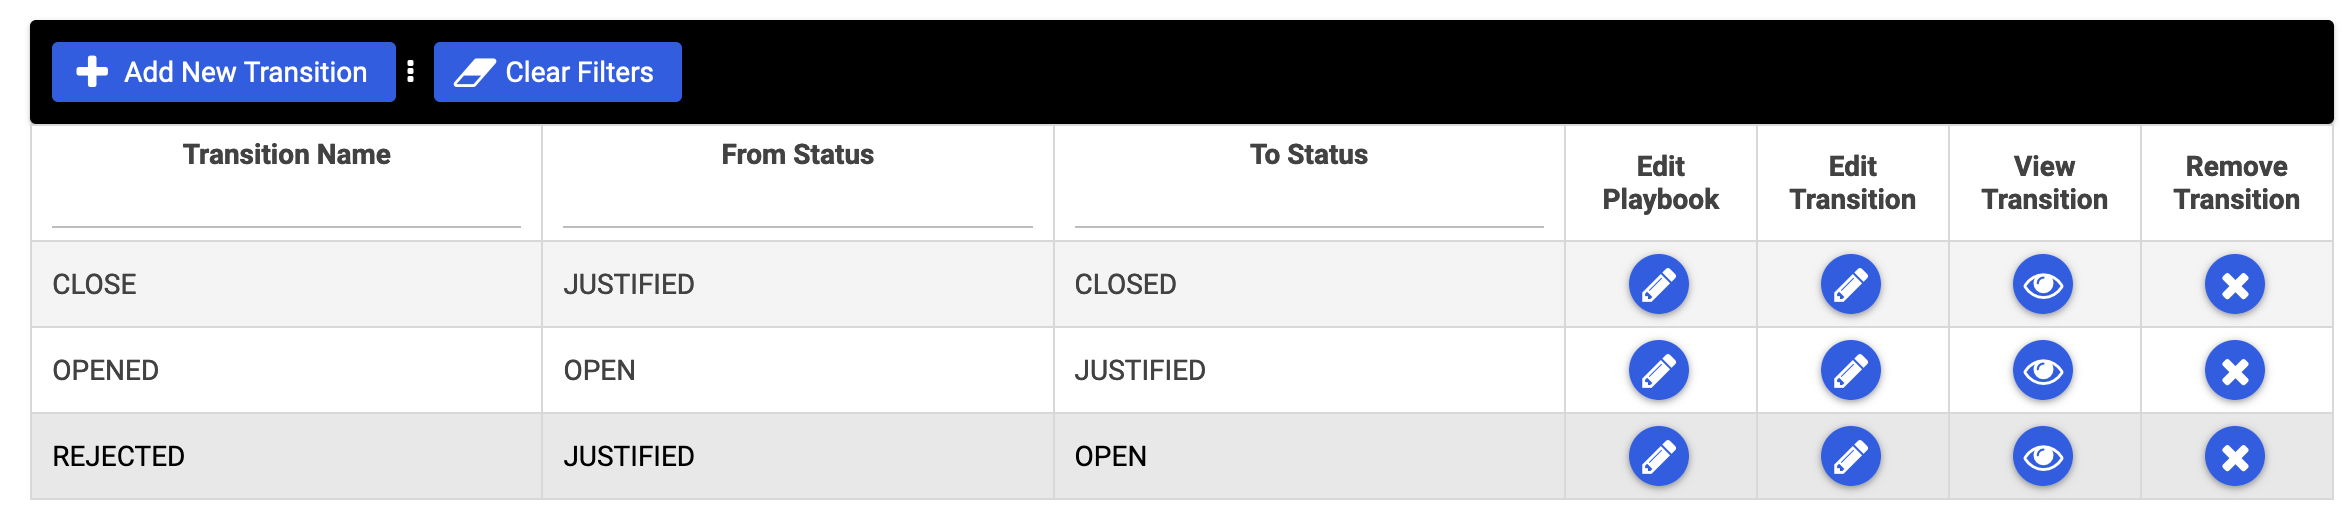 Add New Transition
Clear Filters
Transition Name
From Status
To Status
Edit
Playbook
Edit
Transition
View
Transition
Remove
Transition
CLOSE JUSTIFIED CLOSED
OPENED OPEN JUSTIFIED
REJECTED JUSTIFIED OPEN